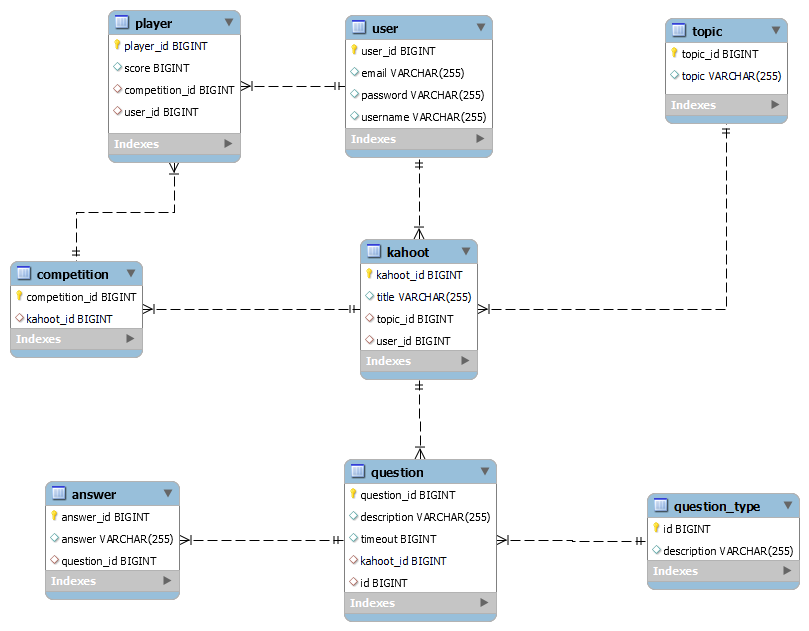 player
player_id BIGINT
score BIGINT
competition_id BIGINT
user_id BIGINT
Indexes
user
user_id BIGINT
email VARCHAR(255)
password VARCHAR(255)
username VARCHAR(255)
Indexes
topic
topic_id BIGINT
topic VARCHAR(255)
Indexes
competition
competition_id BIGINT
kahoot_id BIGINT
Indexes
kahoot
kahoot_id BIGINT
title VARCHAR(255)
topic_id BIGINT
user_id BIGINT
Indexes
answer
answer_id BIGINT
answer VARCHAR(255)
question_id BIGINT
Indexes
question
question_id BIGINT
description VARCHAR(255)
timeout BIGINT
kahoot_id BIGINT
id BIGINT
Indexes
question_type
id BIGINT
description VARCHAR(255)
Indexes